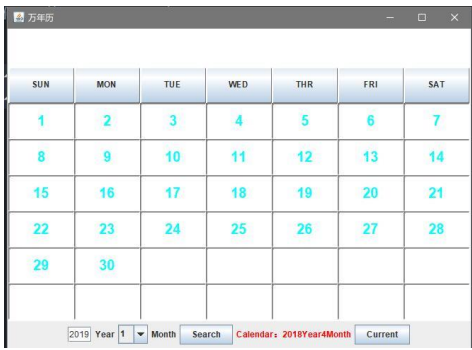 万年历
SUN MON TUE WED THR FRI SAT
1 2 3 4 5 6 7
8 9 10 11 12 13 14
15 16 17 18 19 20 21
22 23 24 25 26 27 28
29 30
2019 Year 1 Month Search Calendar：2018Year4Month Current